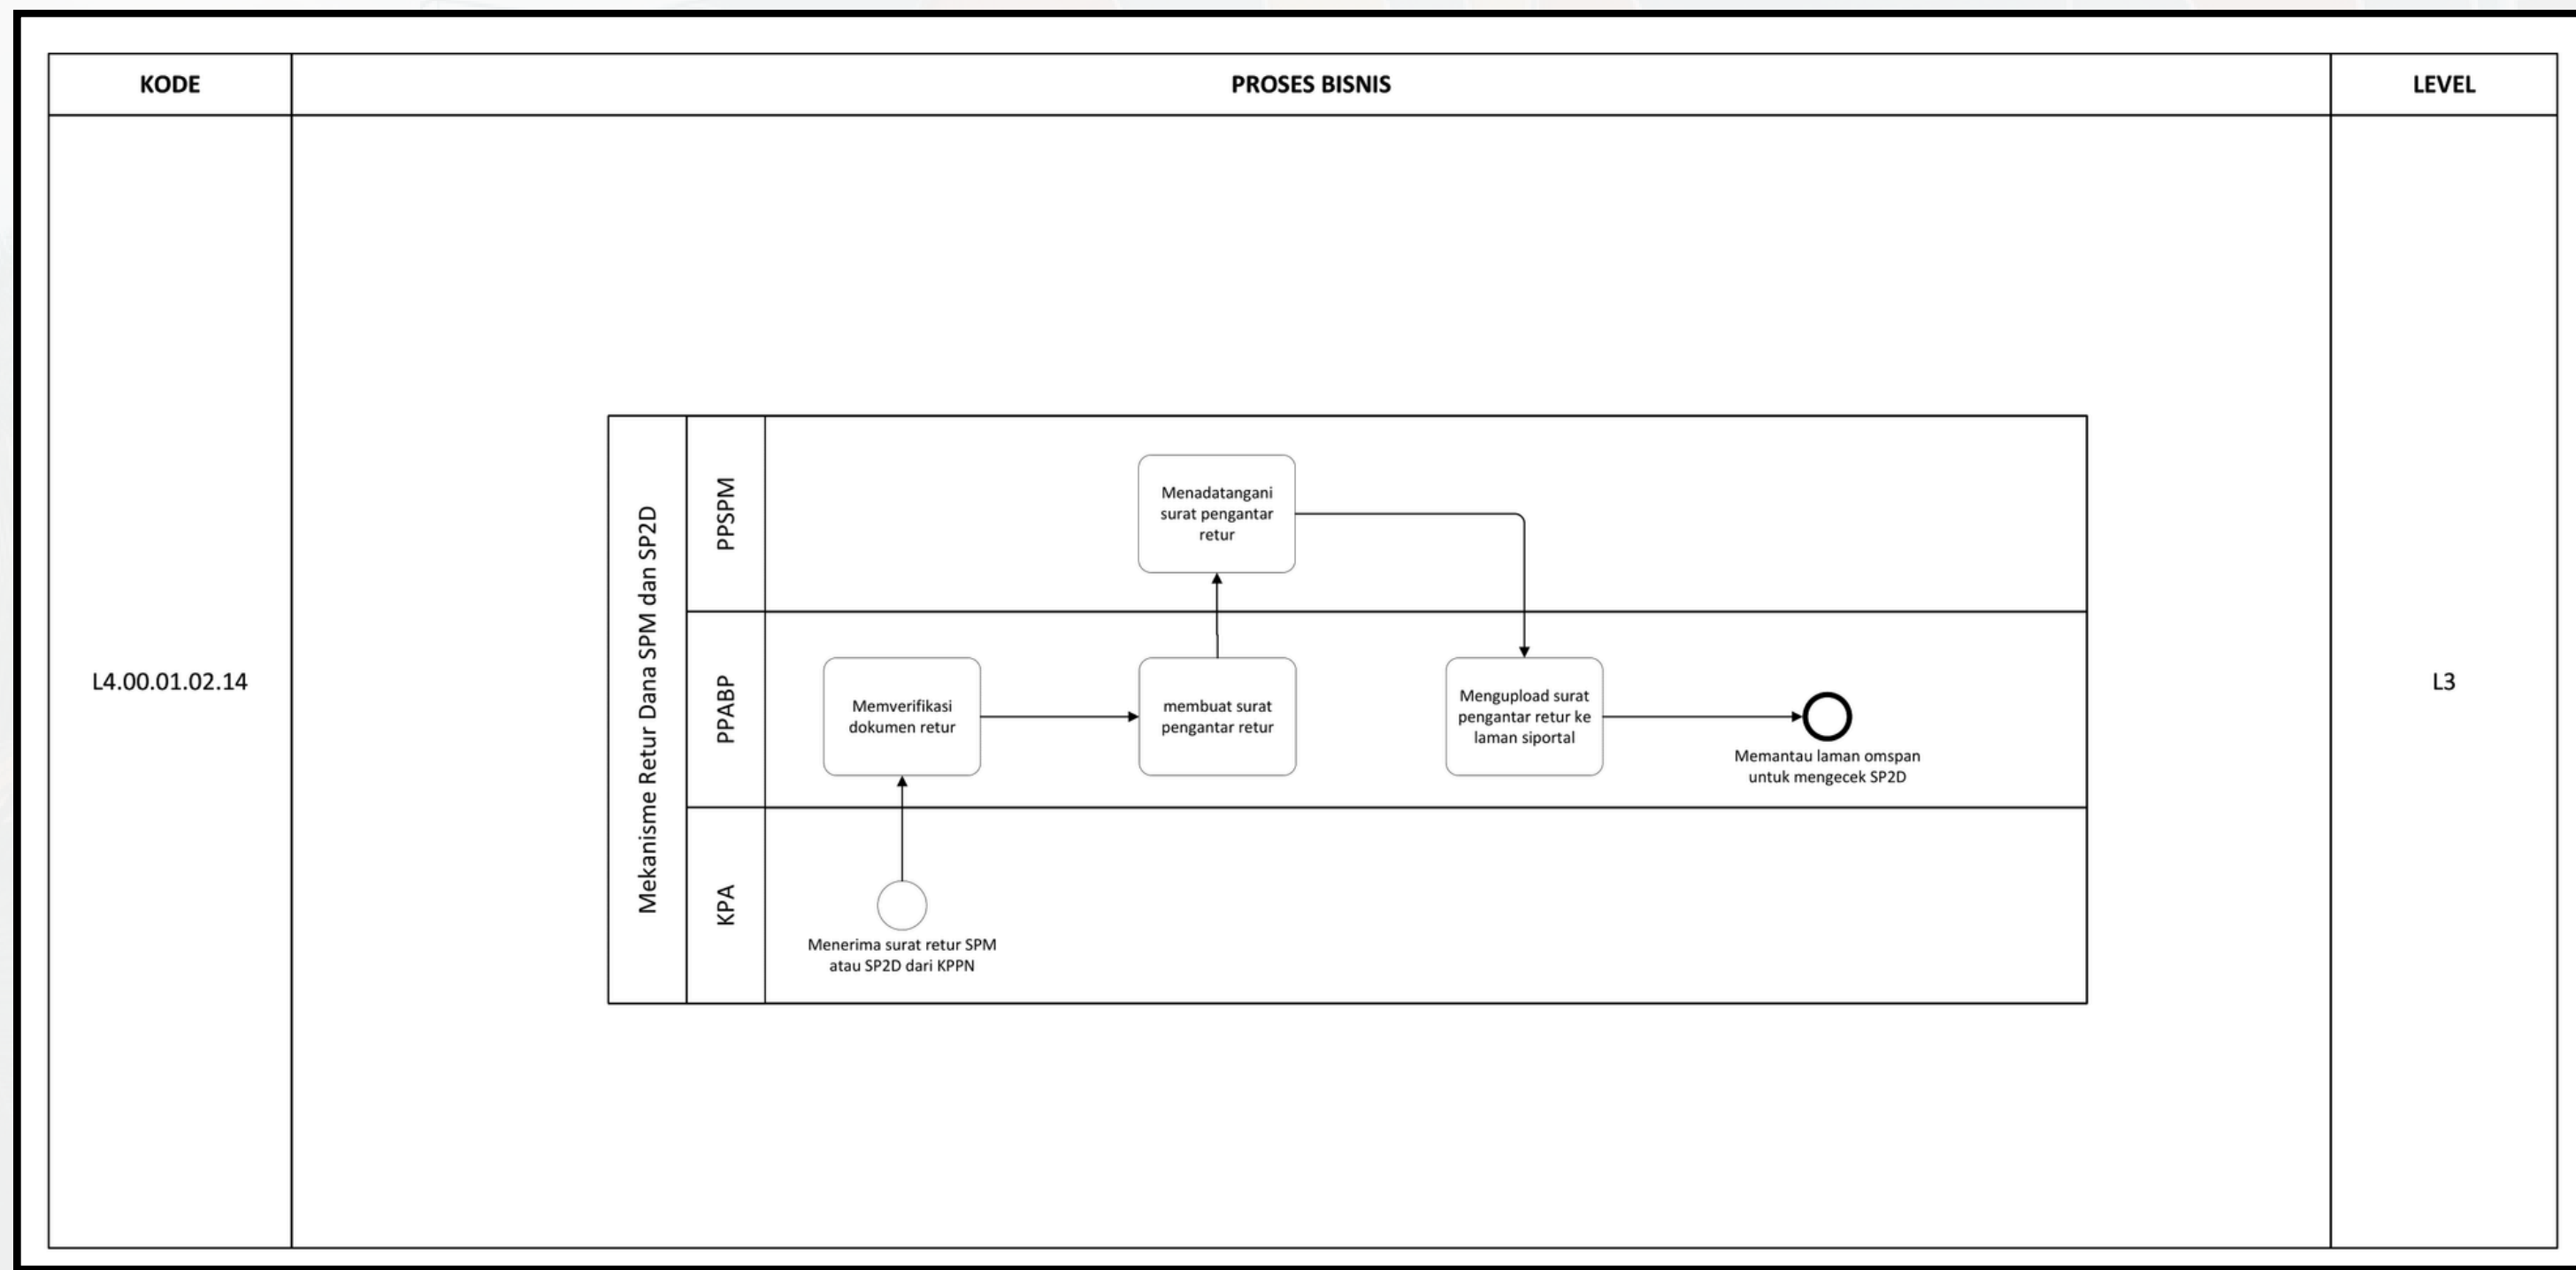 KODE
PROSES BISNIS
LEVEL
L4.00.01.02.14
Mekanisme Retur Dana SPM dan SP2D
PPSPM
Menadatangani
surat pengantar
retur
PPABP
Memverifikasi
dokumen retur
membuat surat
pengantar retur
Mengupload surat
pengantar retur ke
laman siportal
Memantau laman omspan
untuk mengecek SP2D
KPA
Menerima surat retur SPM
atau SP2D dari KPPN
L3